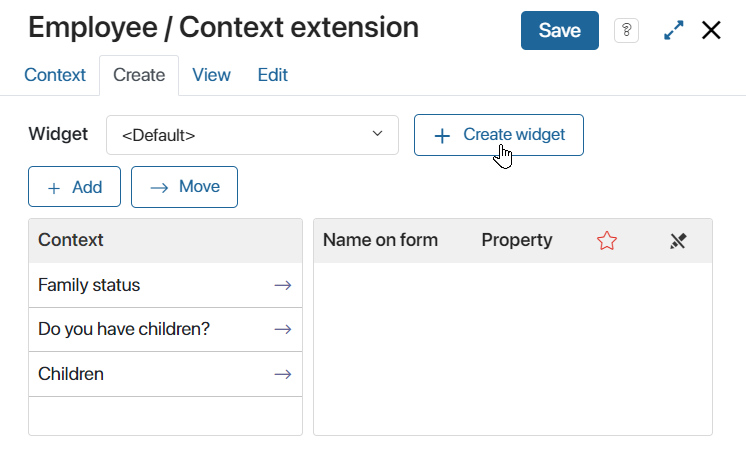 Employee / Context extension
Save
?
Context
Create
View
Edit
Widget
<Default>
+ Create widget
+ Add
→ Move
Context
Name on form
Property
Family status →
Do you have children? →
Children →